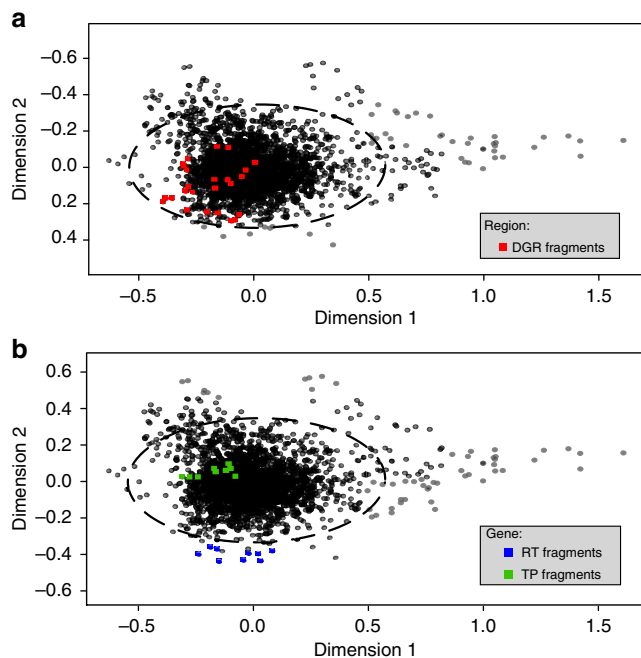 a
−0.6
−0.4
−0.2
0.0
0.2
0.4
Dimension 2
Region:
DGR fragments
−0.5
0.0
0.5
1.0
1.5
Dimension 1
b
0.6
0.4
0.2
0.0
−0.2
−0.4
−0.6
Dimension 2
Gene:
RT fragments
TP fragments
−0.5
0.0
0.5
1.0
1.5
Dimension 1